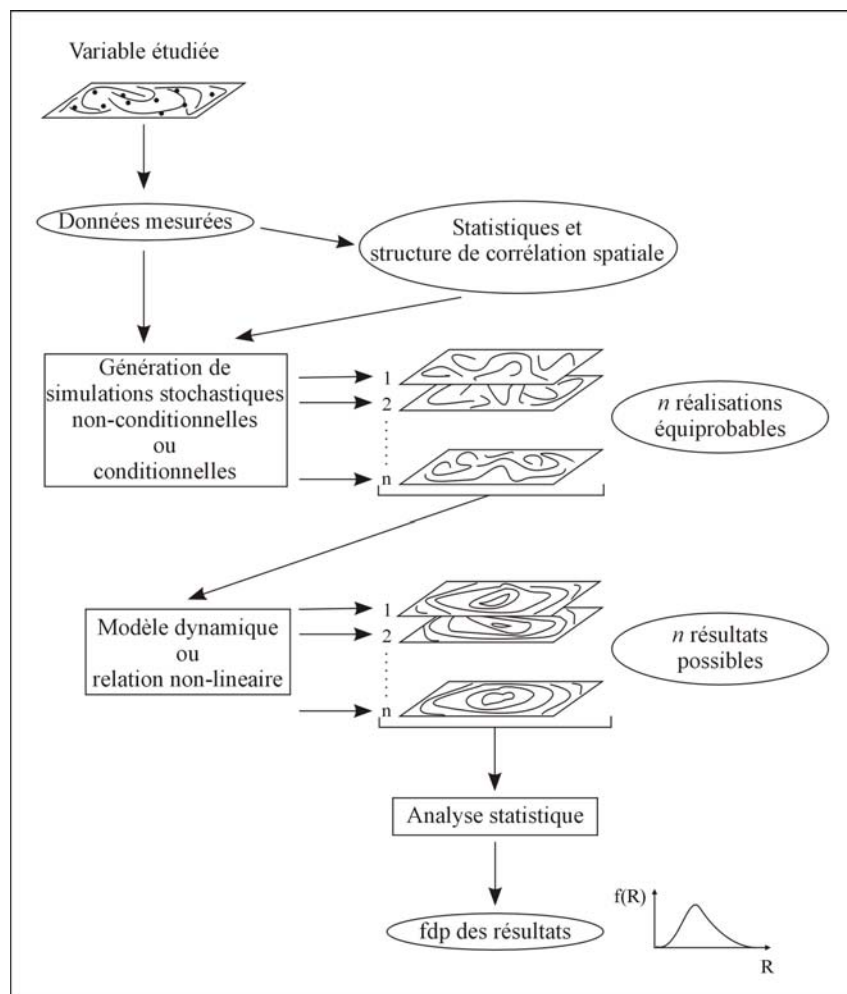 Variable étudiée
Données mesurées
Statistiques et
structure de corrélation spatiale
Génération de
simulations stochastiques
non-conditionnelles
ou
conditionnelles
1
2
n
n réalisations
équiprobables
Modèle dynamique
ou
relation non-lineaire
1
2
n
n résultats
possibles
Analyse statistique
fdp des résultats
f(R)
R